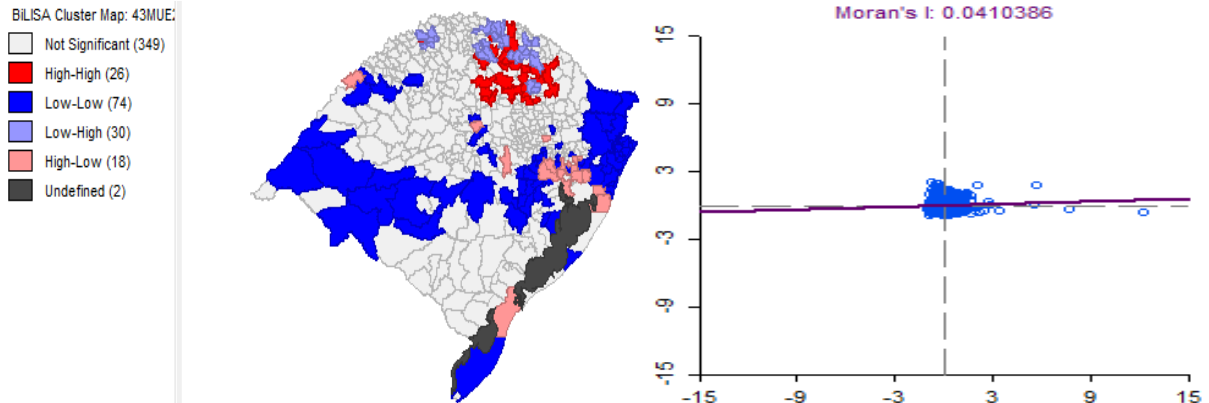 BiLISA Cluster Map: 43MUE2
Not Significant (349)
High-High (26)
Low-Low (74)
Low-High (30)
High-Low (18)
Undefined (2)
Moran's I: 0.0410386
15
9
3
-3
-9
-15
-15 -9 -3 3 9 15